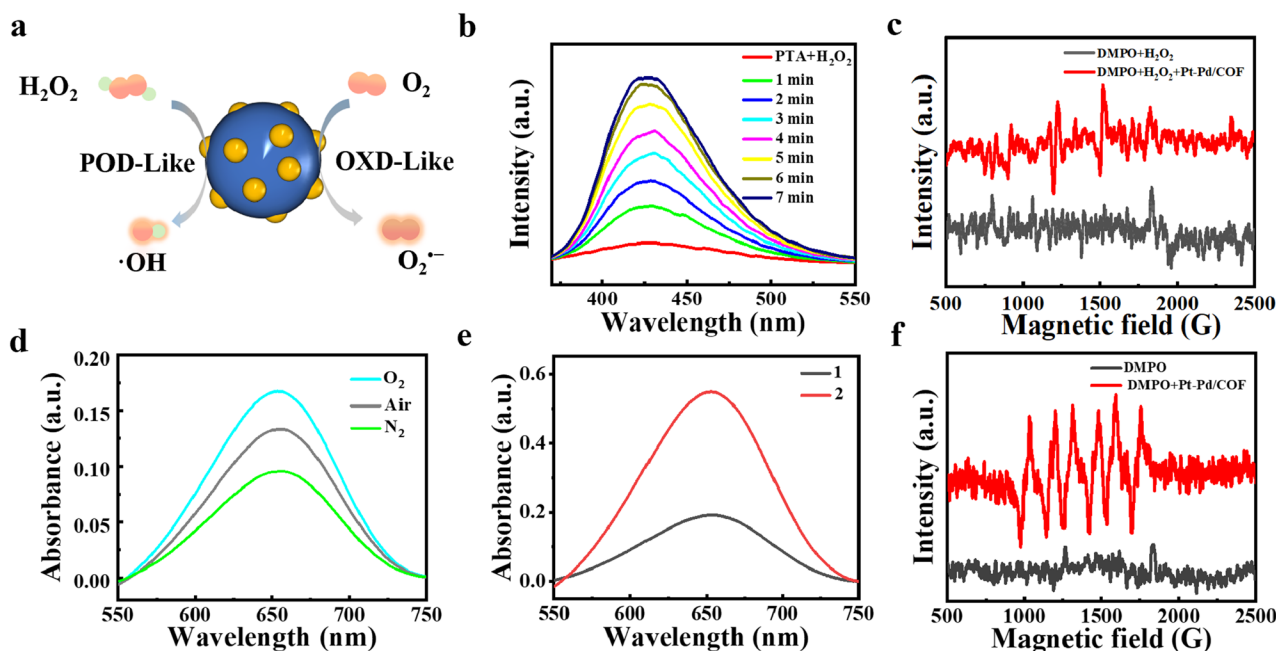 a
H₂O₂
O₂
POD-Like
OXD-Like
·OH
O₂•−
b
Intensity (a.u.)
PTA+H₂O₂
1 min
2 min
3 min
4 min
5 min
6 min
7 min
400 450 500 550
Wavelength (nm)
c
Intensity (a.u.)
DMPO+H₂O₂
DMPO+H₂O₂+Pt-Pd/COF
500 1000 1500 2000 2500
Magnetic field (G)
d
Absorbance (a.u.)
0.20
0.15
0.10
0.05
0.00
O₂
Air
N₂
550 600 650 700 750
Wavelength (nm)
e
Absorbance (a.u.)
0.6
0.4
0.2
0.0
1
2
550 600 650 700 750
Wavelength (nm)
f
Intensity (a.u.)
DMPO
DMPO+Pt-Pd/COF
500 1000 1500 2000 2500
Magnetic field (G)